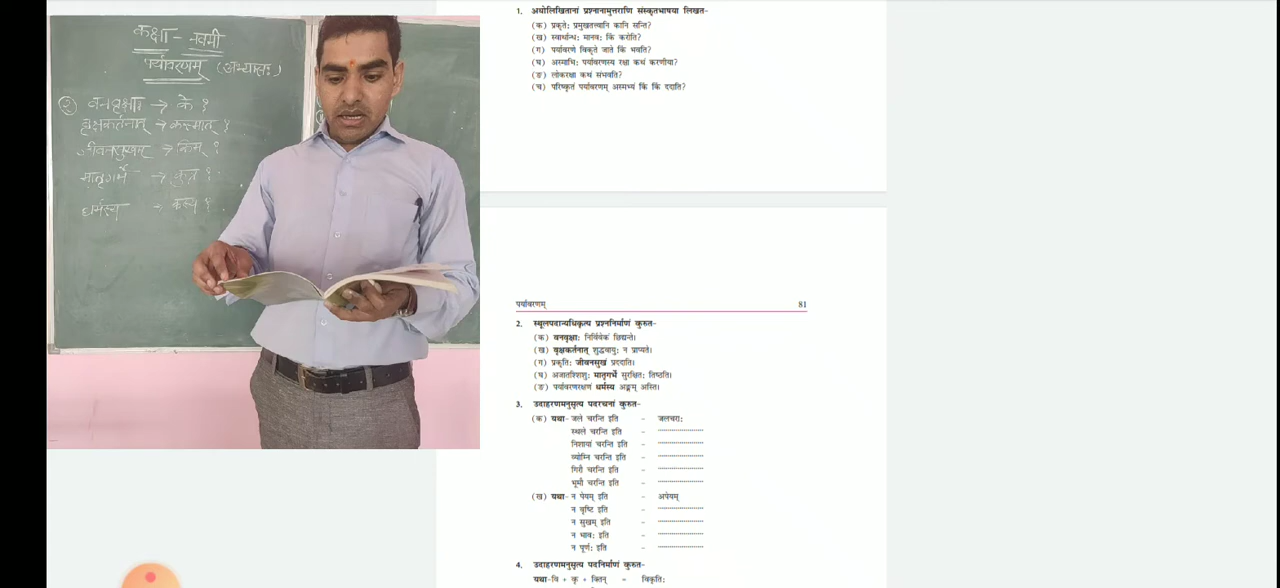 कक्षा - नवमी
पर्यावरणम् (अभ्यासः)
२ वनवृक्षा → के ?
वृक्षकर्तनात् → कस्मात् ?
जीवनसुखम् → किम् ?
मातृगर्भे → कुत्र ?
धर्मस्य → कस्य ?
1. अधोलिखितानां प्रश्नानामुत्तराणि संस्कृतभाषया लिखत-
(क) प्रकृतेः प्रमुखतत्त्वानि कानि सन्ति?
(ख) स्वार्थान्धः मानवः किं करोति?
(ग) पर्यावरणे विकृते जाते किं भवति?
(घ) अस्माभिः पर्यावरणस्य रक्षा कथं करणीया?
(ङ) लोकरक्षा कथं संभवति?
(च) परिष्कृतं पर्यावरणम् अस्मभ्यं किं किं ददाति?
पर्यावरणम् 81
2. स्थूलपदान्यधिकृत्य प्रश्ननिर्माणं कुरुत-
(क) वनवृक्षाः निर्विवेकं छिद्यन्ते।
(ख) वृक्षकर्तनात् शुद्धवायुः न प्राप्यते।
(ग) प्रकृतिः जीवनसुखं प्रददाति।
(घ) अजातश्शिशुः मातृगर्भे सुरक्षितः तिष्ठति।
(ङ) पर्यावरणरक्षणं धर्मस्य अङ्गम् अस्ति।
3. उदाहरणमनुसृत्य पदरचनां कुरुत-
(क) यथा- जले चरन्ति इति - जलचराः
स्थले चरन्ति इति - ......................
निशायां चरन्ति इति - ......................
व्योम्नि चरन्ति इति - ......................
गिरौ चरन्ति इति - ......................
भूमौ चरन्ति इति - ......................
(ख) यथा- न पेयम् इति - अपेयम्
न वृष्टि इति - ......................
न सुखम् इति - ......................
न भावः इति - ......................
न पूर्णः इति - ......................
4. उदाहरणमनुसृत्य पदनिर्माणं कुरुत-
यथा-वि + कृ + क्तिन् = विकृतिः